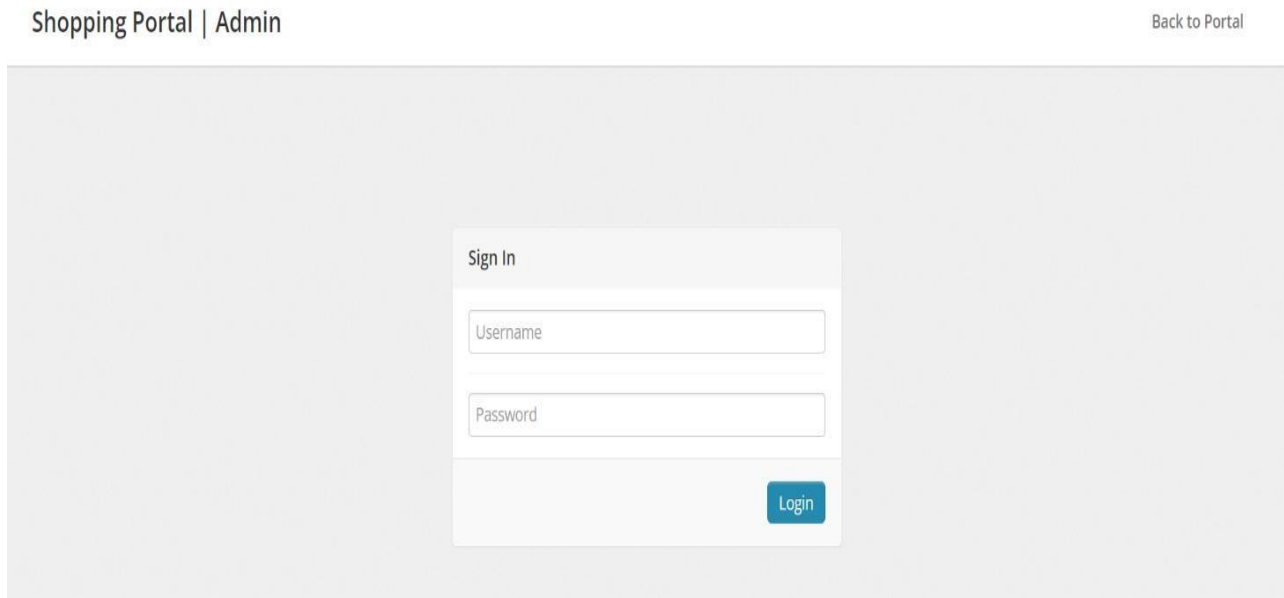 Shopping Portal | Admin
Back to Portal
Sign In
Username
Password
Login